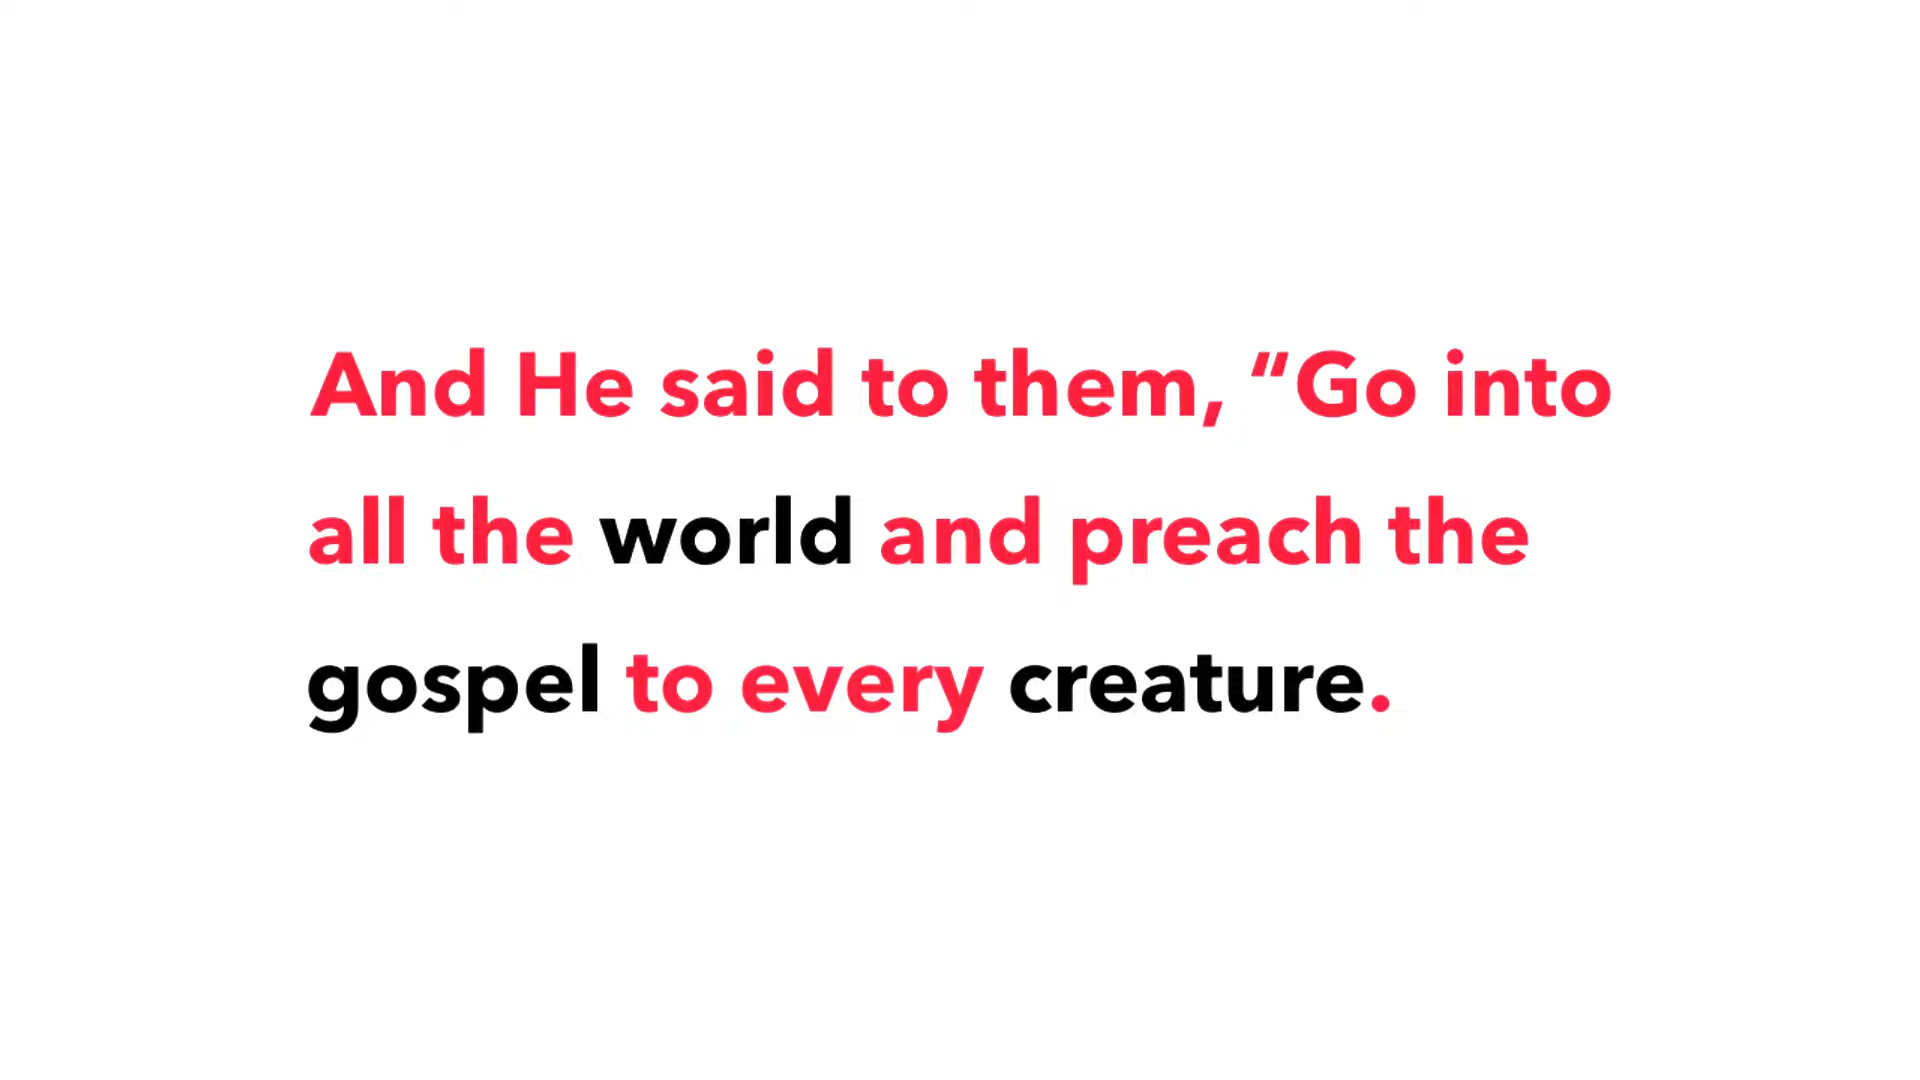 And He said to them, “Go into
all the world and preach the
gospel to every creature.